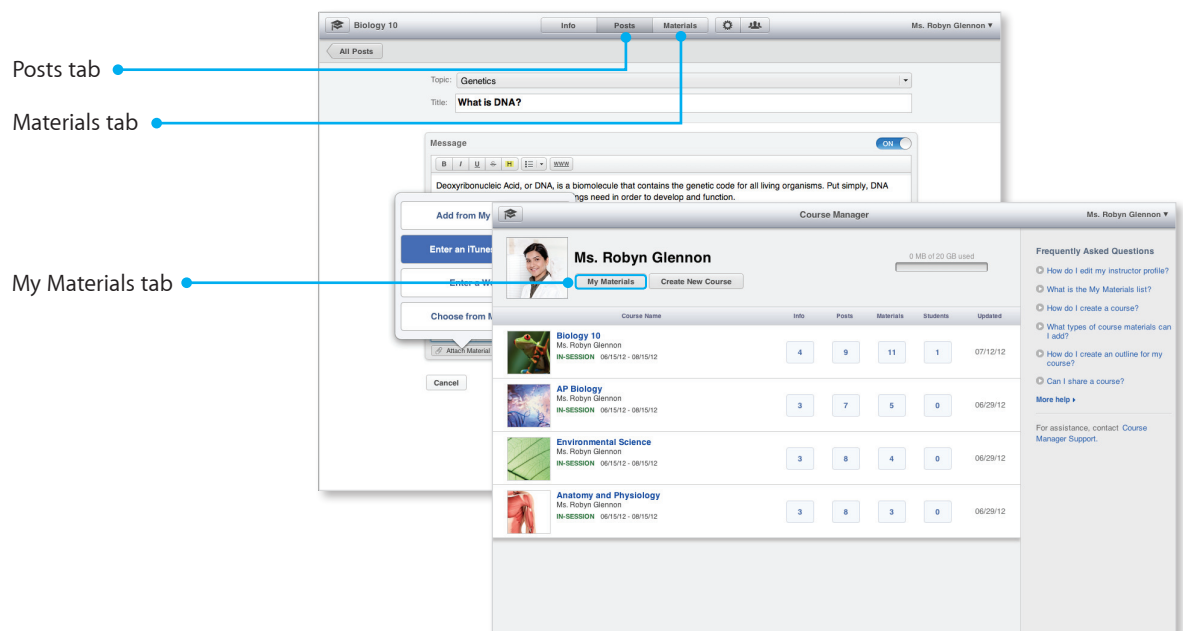 Biology 10
Info Posts Materials
Ms. Robyn Glennon ▼
All Posts
Posts tab
Topic: Genetics
Title: What is DNA?
Materials tab
Message
ON
B I U S H WWW
Deoxyribonucleic Acid, or DNA, is a biomolecule that contains the genetic code for all living organisms. Put simply, DNA
need in order to develop and function.
Add from My
Enter an iTunes
Enter a W
Choose from M
Attach Material
Cancel
My Materials tab
Course Manager
Ms. Robyn Glennon ▼
Ms. Robyn Glennon
0 MB of 20 GB used
My Materials Create New Course
Course Name Info Posts Materials Students Updated
Biology 10
Ms. Robyn Glennon
IN-SESSION 06/15/12 - 08/15/12
4 9 11 1 07/12/12
AP Biology
Ms. Robyn Glennon
IN-SESSION 06/15/12 - 08/15/12
3 7 5 0 06/29/12
Environmental Science
Ms. Robyn Glennon
IN-SESSION 06/15/12 - 08/15/12
3 8 4 0 06/29/12
Anatomy and Physiology
Ms. Robyn Glennon
IN-SESSION 06/15/12 - 08/15/12
3 8 3 0 06/29/12
Frequently Asked Questions
How do I edit my instructor profile?
What is the My Materials list?
How do I create a course?
What types of course materials can
I add?
How do I create an outline for my
course?
Can I share a course?
More help
For assistance, contact Course
Manager Support.